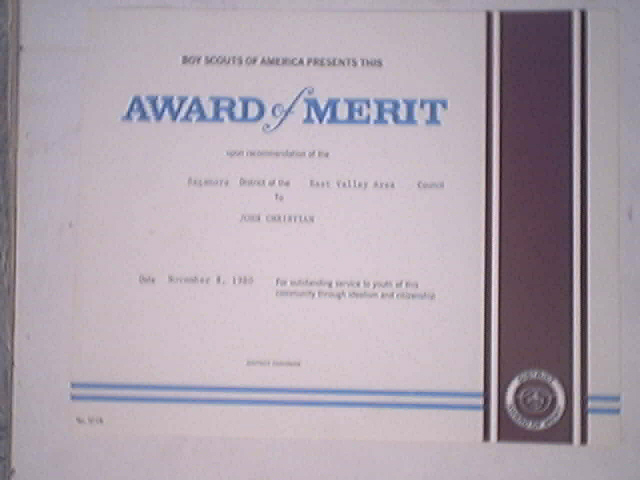 BOY SCOUTS OF AMERICA PRESENTS THIS
AWARD of MERIT
upon recommendation of the
District of the East Valley Area Council
To
JOHN CHRISTIAN
Date November 8, 1980 For outstanding service to youth of this
community through idealism and citizenship